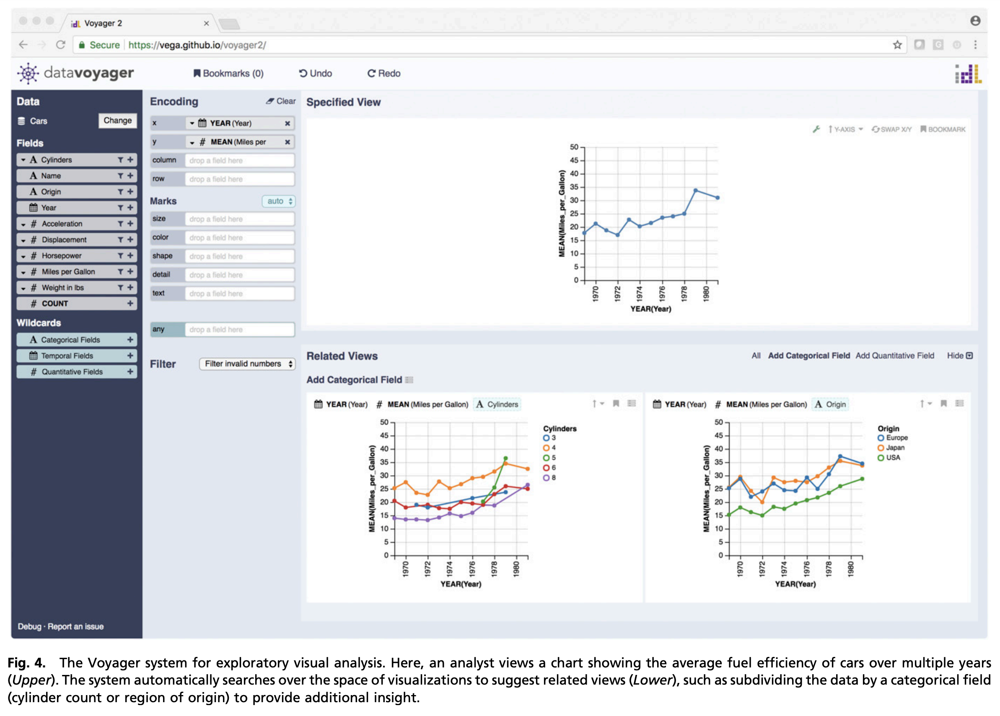 Voyager 2
Secure https://vega.github.io/voyager2/
datavoyager
Bookmarks (0)
Undo
Redo
idl
Data
Cars
Change
Fields
A Cylinders
A Name
A Origin
Year
# Acceleration
# Displacement
# Horsepower
# Miles per Gallon
# Weight in lbs
# COUNT
Wildcards
A Categorical Fields
Temporal Fields
# Quantitative Fields
Debug · Report an issue
Encoding
Clear
x YEAR (Year)
y # MEAN (Miles per
column drop a field here
row drop a field here
Marks
auto
size drop a field here
color drop a field here
shape drop a field here
detail drop a field here
text drop a field here
any drop a field here
Filter
Filter invalid numbers
Specified View
Y-AXIS
SWAP X/Y
BOOKMARK
50
45
40
35
30
25
20
15
10
5
0
MEAN(Miles_per_Gallon)
1970
1972
1974
1976
1978
1980
YEAR(Year)
Related Views
All
Add Categorical Field
Add Quantitative Field
Hide
Add Categorical Field
YEAR (Year) # MEAN (Miles per Gallon) A Cylinders
50
45
40
35
30
25
20
15
10
5
0
MEAN(Miles_per_Gallon)
1970
1972
1974
1976
1978
1980
YEAR(Year)
Cylinders
3
4
5
6
8
YEAR (Year) # MEAN (Miles per Gallon) A Origin
50
45
40
35
30
25
20
15
10
5
0
MEAN(Miles_per_Gallon)
1970
1972
1974
1976
1978
1980
YEAR(Year)
Origin
Europe
Japan
USA
Fig. 4. The Voyager system for exploratory visual analysis. Here, an analyst views a chart showing the average fuel efficiency of cars over multiple years
(Upper). The system automatically searches over the space of visualizations to suggest related views (Lower), such as subdividing the data by a categorical field
(cylinder count or region of origin) to provide additional insight.